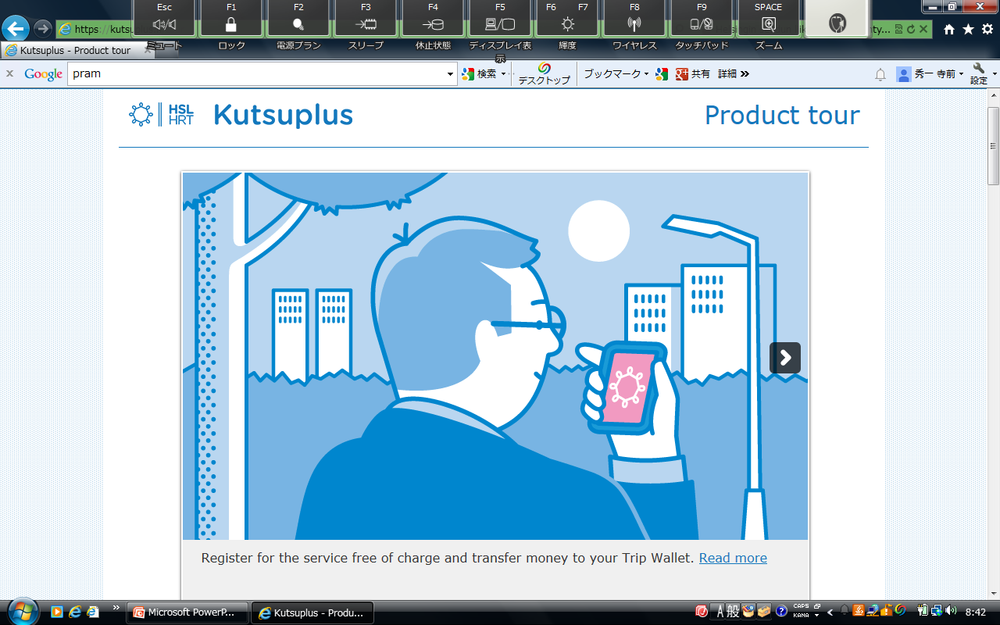 Esc F1 F2 F3 F4 F5 F6 F7 F8 F9 SPACE
ミュート ロック 電源プラン スリープ 休止状態 ディスプレイ表示 輝度 ワイヤレス タッチパッド ズーム
https://kutsu
Kutsuplus - Product tour
× Google pram 検索 デスクトップ ブックマーク 共有 詳細 » 秀一 寺前 設定
HSL HRT Kutsuplus Product tour
Register for the service free of charge and transfer money to your Trip Wallet. Read more
Microsoft PowerP... Kutsuplus - Produ... A 般 CAPS KANA 8:42